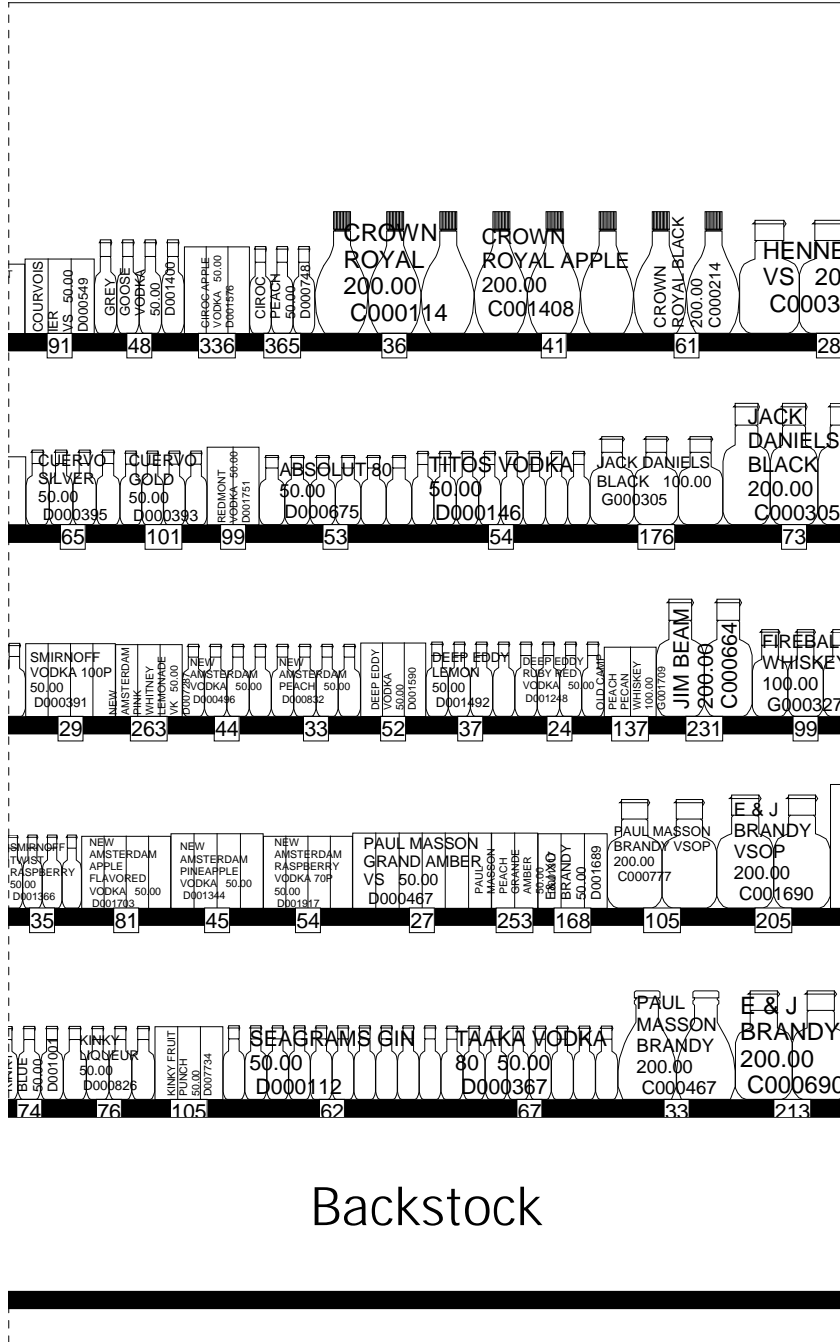 COURVOIS
IER
VS 50.00
D000549
GREY
GOOSE
VODKA
50.00
D001400
CIROC APPLE
VODKA 50.00
D001576
CIROC
PEACH
50.00
D000748
CROWN
ROYAL
200.00
C000114
CROWN
ROYAL APPLE
200.00
C001408
CROWN
ROYAL BLACK
200.00
C000214
HENNE
VS 20
C0003
91 48 336 365 36 41 61 28
CUERVO
SILVER
50.00
D000395
CUERVO
GOLD
50.00
D000393
REDMONT
VODKA 50.00
D001751
ABSOLUT 80
50.00
D000675
TITOS VODKA
50.00
D000146
JACK DANIELS
BLACK 100.00
G000305
JACK
DANIELS
BLACK
200.00
C000305
65 101 99 53 54 176 73
SMIRNOFF
VODKA 100P
50.00
D000391
NEW
AMSTERDAM
PINK
WHITNEY
LEMONADE
VK 50.00
NEW
AMSTERDAM
VODKA 50.00
D000496
NEW
AMSTERDAM
PEACH 50.00
D000832
DEEP EDDY
VODKA
50.00
D001590
DEEP EDDY
LEMON
50.00
D001492
DEEP EDDY
RUBY RED
VODKA 50.00
D001248
OLD CAMP
PEACH
PECAN
WHISKEY
100.00
G001709
JIM BEAM
200.00
C000664
FIREBAL
WHISKEY
100.00
G000327
29 263 44 33 52 37 24 137 231 99
SMIRNOFF
TWIST
RASPBERRY
50.00
D001366
NEW
AMSTERDAM
APPLE
FLAVORED
VODKA 50.00
D001703
NEW
AMSTERDAM
PINEAPPLE
VODKA 50.00
D001344
NEW
AMSTERDAM
RASPBERRY
VODKA 70P
50.00
D001917
PAUL MASSON
GRAND AMBER
VS 50.00
D000467
PAUL
MASSON
PEACH
GRANDE
AMBER
50.00
BRANDY
50.00
D001689
PAUL MASSON
BRANDY VSOP
200.00
C000777
E & J
BRANDY
VSOP
200.00
C001690
35 81 45 54 27 253 168 105 205
KINKY
BLUE
50.00
D001001
KINKY
LIQUEUR
50.00
D000826
KINKY FRUIT
PUNCH
50.00
D007734
SEAGRAMS GIN
50.00
D000112
TAAKA VODKA
80 50.00
D000367
PAUL
MASSON
BRANDY
200.00
C000467
E & J
BRANDY
200.00
C000690
74 76 105 62 67 33 213
Backstock